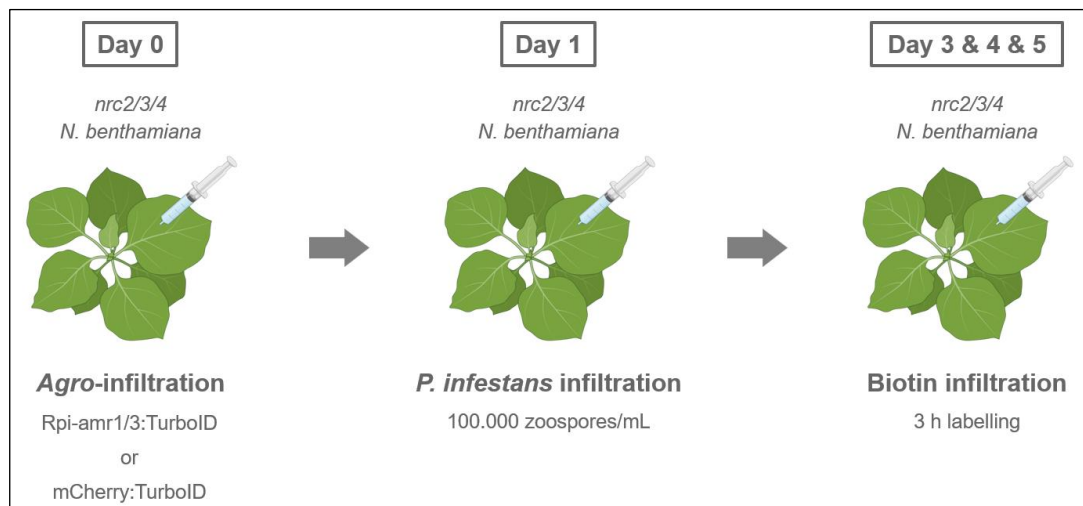 Day 0
nrc2/3/4
N. benthamiana
Agro-infiltration
Rpi-amr1/3:TurboID
or
mCherry:TurboID
Day 1
nrc2/3/4
N. benthamiana
P. infestans infiltration
100.000 zoospores/mL
Day 3 & 4 & 5
nrc2/3/4
N. benthamiana
Biotin infiltration
3 h labelling